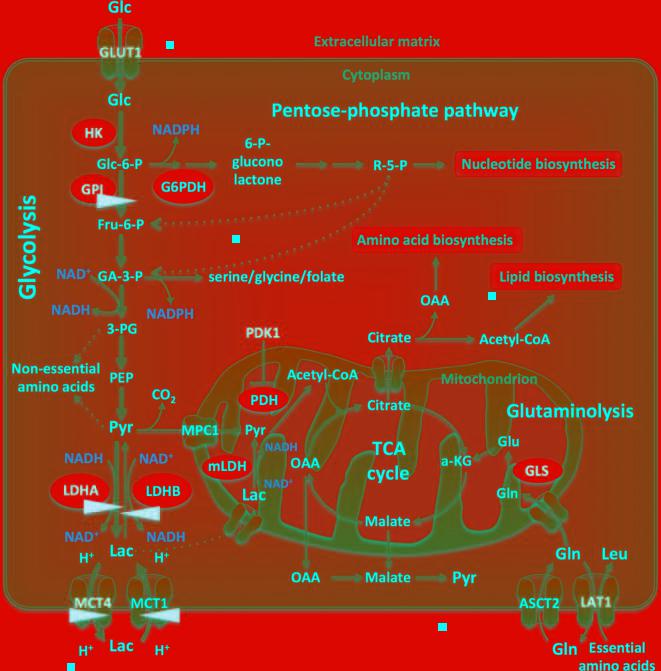 Glc
GLUT1
Extracellular matrix
Cytoplasm
Glc
Pentose-phosphate pathway
HK
NADPH
6-P-
glucono
lactone
Glc-6-P
R-5-P
Nucleotide biosynthesis
GPI
G6PDH
Fru-6-P
Glycolysis
Amino acid biosynthesis
NAD⁺
GA-3-P
serine/glycine/folate
Lipid biosynthesis
OAA
NADH
NADPH
3-PG
PDK1
Citrate
Acetyl-CoA
Non-essential
amino acids
PEP
Acetyl-CoA
Mitochondrion
CO₂
PDH
Citrate
Glutaminolysis
Pyr
MPC1
Pyr
Glu
NADH
NAD⁺
NADH
TCA
cycle
mLDH
OAA
a-KG
GLS
NAD⁺
LDHA
LDHB
Lac
Gln
Malate
NAD⁺
NADH
H⁺
Lac
H⁺
Gln
Leu
OAA
Malate
Pyr
MCT4
MCT1
ASCT2
LAT1
H⁺
Lac
H⁺
Gln
Essential
amino acids